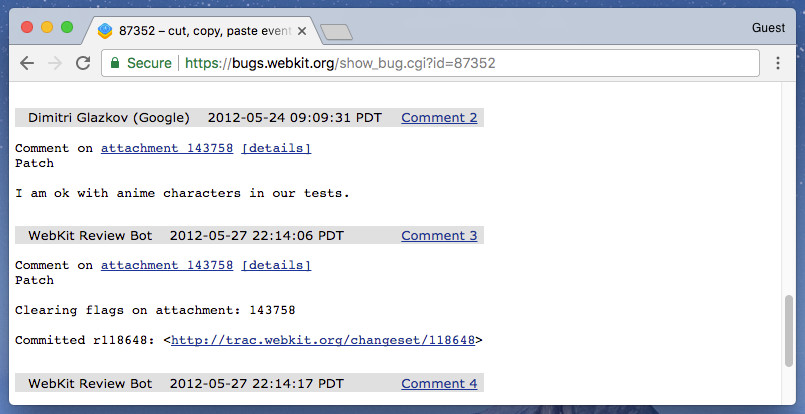 87352 – cut, copy, paste event
Guest
Secure https://bugs.webkit.org/show_bug.cgi?id=87352
Dimitri Glazkov (Google) 2012-05-24 09:09:31 PDT Comment 2
Comment on attachment 143758 [details]
Patch
I am ok with anime characters in our tests.
WebKit Review Bot 2012-05-27 22:14:06 PDT Comment 3
Comment on attachment 143758 [details]
Patch
Clearing flags on attachment: 143758
Committed r118648: <http://trac.webkit.org/changeset/118648>
WebKit Review Bot 2012-05-27 22:14:17 PDT Comment 4